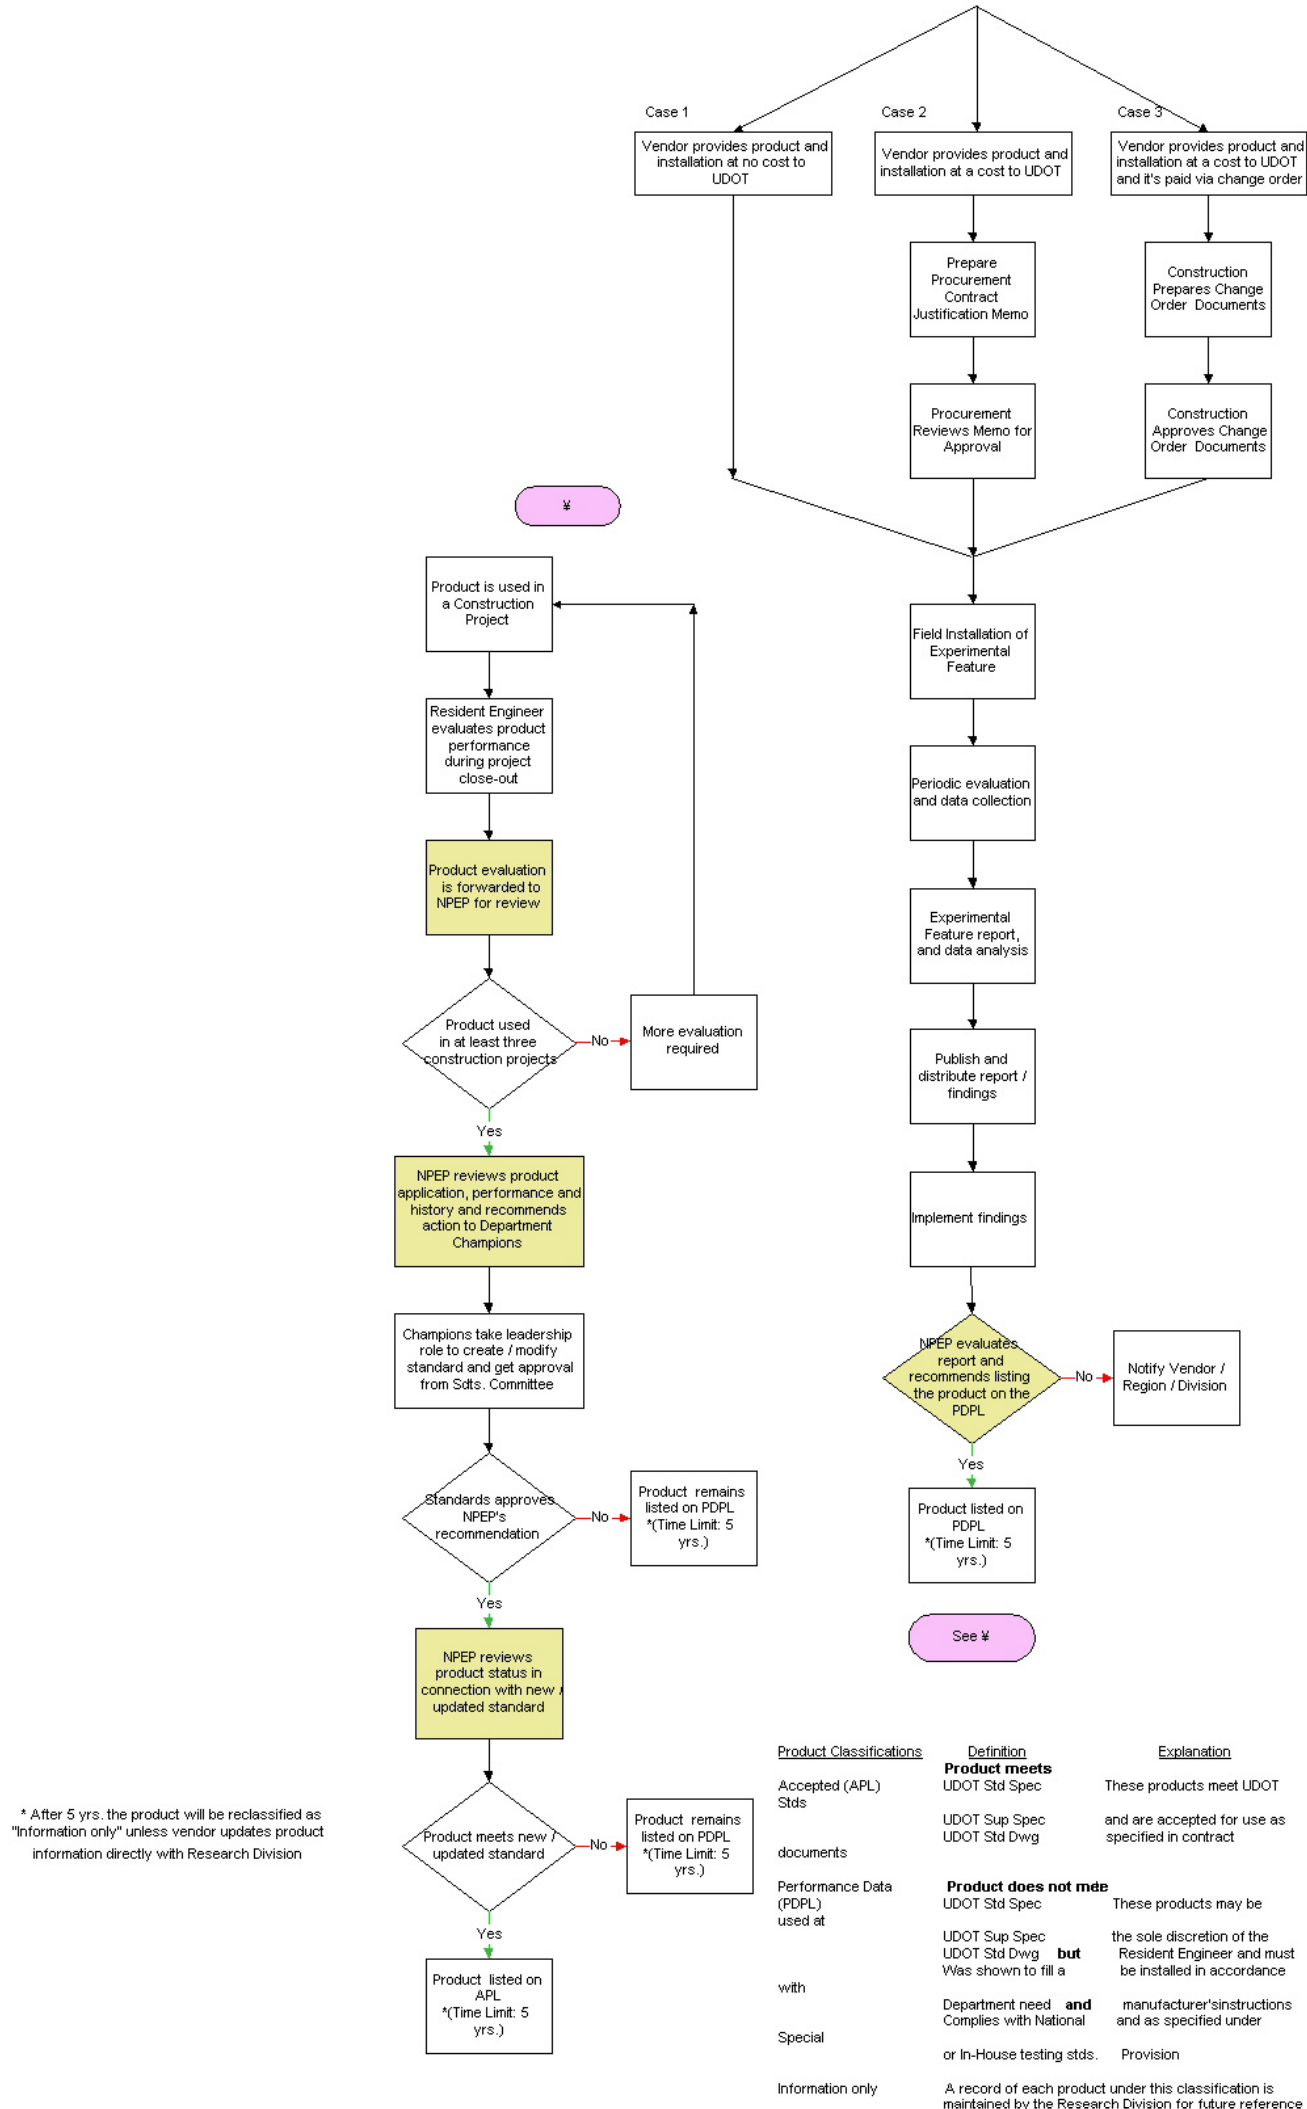 Case 1
Case 2
Case 3
Vendor provides product and
installation at no cost to
UDOT
Vendor provides product and
installation at a cost to UDOT
Vendor provides product and
installation at a cost to UDOT
and it's paid via change order
Prepare
Procurement
Contract
Justification Memo
Construction
Prepares Change
Order Documents
Procurement
Reviews Memo for
Approval
Construction
Approves Change
Order Documents
¥
Product is used in
a Construction
Project
Resident Engineer
evaluates product
performance
during project
close-out
Product evaluation
is forwarded to
NPEP for review
Product used
in at least three
construction projects
No
More evaluation
required
Yes
NPEP reviews product
application, performance and
history and recommends
action to Department
Champions
Champions take leadership
role to create / modify
standard and get approval
from Sdts. Committee
Standards approves
NPEP's
recommendation
No
Product remains
listed on PDPL
*(Time Limit: 5
yrs.)
Yes
NPEP reviews
product status in
connection with new /
updated standard
Product meets new /
updated standard
No
Product remains
listed on PDPL
*(Time Limit: 5
yrs.)
Yes
Product listed on
APL
*(Time Limit: 5
yrs.)
* After 5 yrs. the product will be reclassified as
"Information only" unless vendor updates product
information directly with Research Division
Field Installation of
Experimental
Feature
Periodic evaluation
and data collection
Experimental
Feature report,
and data analysis
Publish and
distribute report /
findings
Implement findings
NPEP evaluates
report and
recommends listing
the product on the
PDPL
No
Notify Vendor /
Region / Division
Yes
Product listed on
PDPL
*(Time Limit: 5
yrs.)
See ¥
Product Classifications Definition Explanation
Product meets
Accepted (APL) UDOT Std Spec These products meet UDOT
Stds
UDOT Sup Spec and are accepted for use as
UDOT Std Dwg specified in contract
documents
Performance Data Product does not mee
(PDPL) UDOT Std Spec These products may be
used at
UDOT Sup Spec the sole discretion of the
UDOT Std Dwg but Resident Engineer and must
Was shown to fill a be installed in accordance
with
Department need and manufacturer'sinstructions
Complies with National and as specified under
Special
or In-House testing stds. Provision
Information only A record of each product under this classification is
maintained by the Research Division for future reference